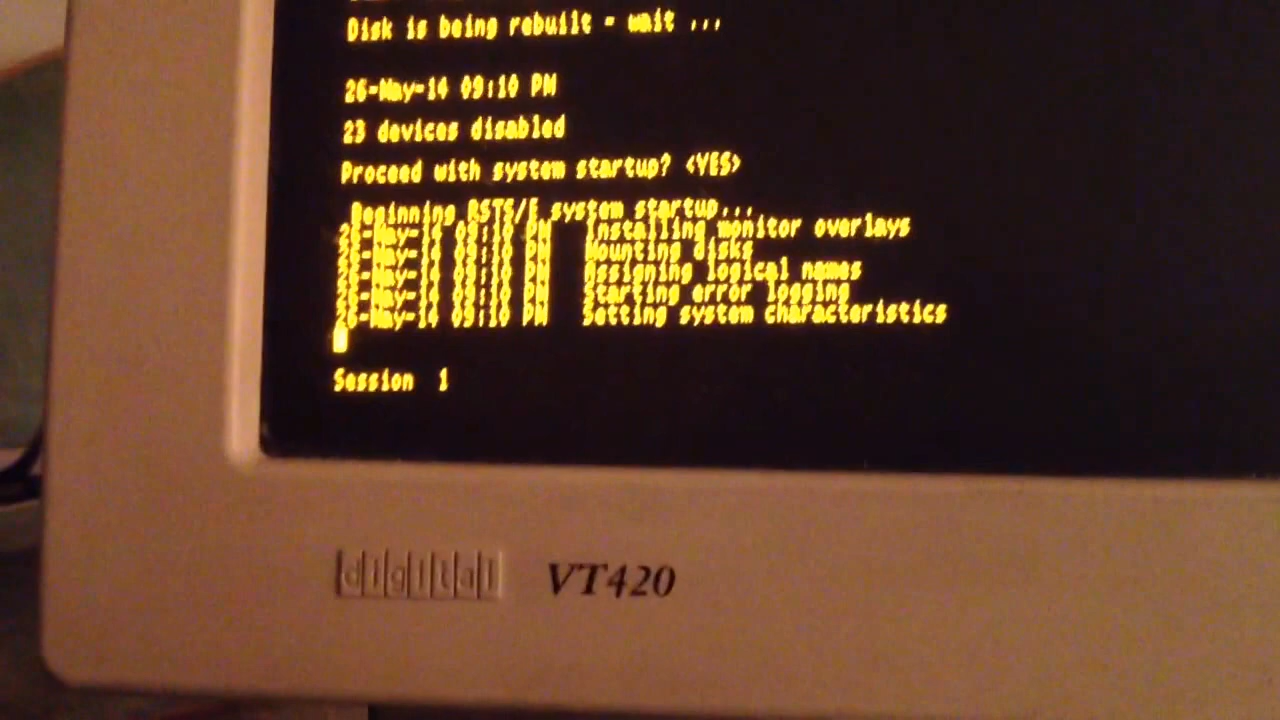 Disk is being rebuilt - wait ...
26-May-14 09:10 PM
23 devices disabled
Proceed with system startup? <YES>
Beginning RSTS/E system startup...
26-May-14 09:10 PM Installing monitor overlays
26-May-14 09:10 PM Mounting disks
26-May-14 09:10 PM Assigning logical names
26-May-14 09:10 PM Starting error logging
26-May-14 09:10 PM Setting system characteristics
Session 1
digital VT420